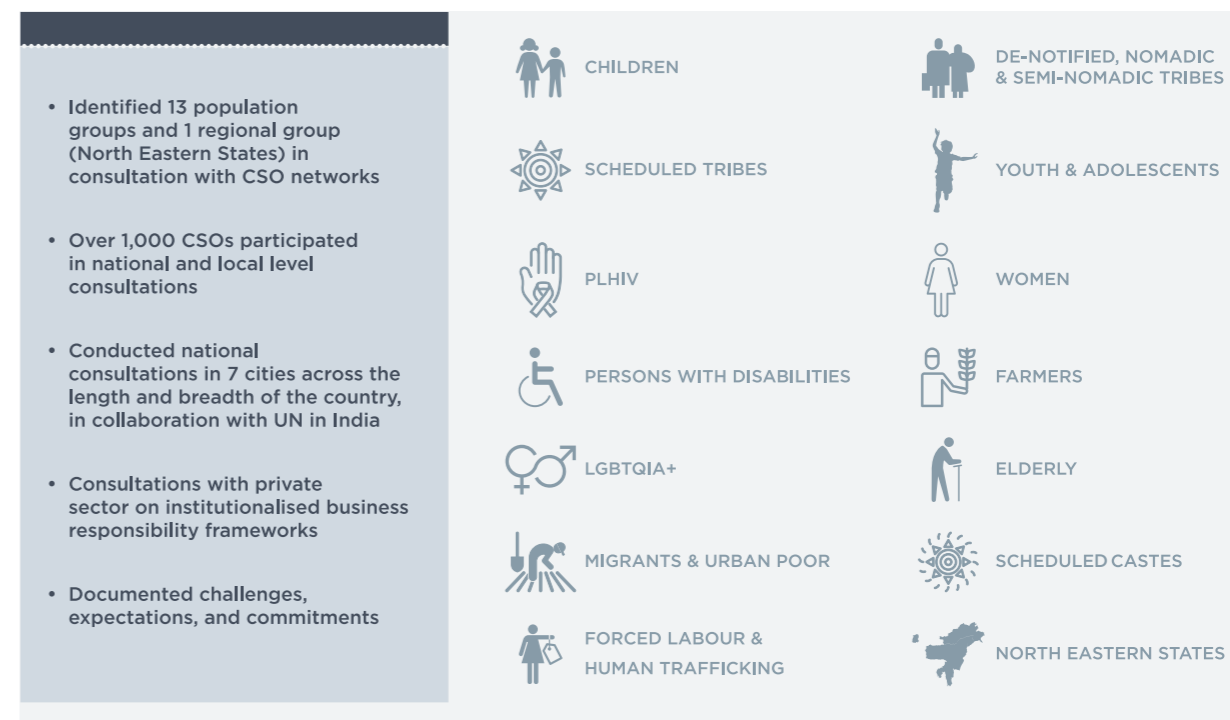 • Identified 13 population
groups and 1 regional group
(North Eastern States) in
consultation with CSO networks
• Over 1,000 CSOs participated
in national and local level
consultations
• Conducted national
consultations in 7 cities across the
length and breadth of the country,
in collaboration with UN in India
• Consultations with private
sector on institutionalised business
responsibility frameworks
• Documented challenges,
expectations, and commitments
CHILDREN
SCHEDULED TRIBES
PLHIV
PERSONS WITH DISABILITIES
LGBTQIA+
MIGRANTS & URBAN POOR
FORCED LABOUR &
HUMAN TRAFFICKING
DE-NOTIFIED, NOMADIC
& SEMI-NOMADIC TRIBES
YOUTH & ADOLESCENTS
WOMEN
FARMERS
ELDERLY
SCHEDULED CASTES
NORTH EASTERN STATES